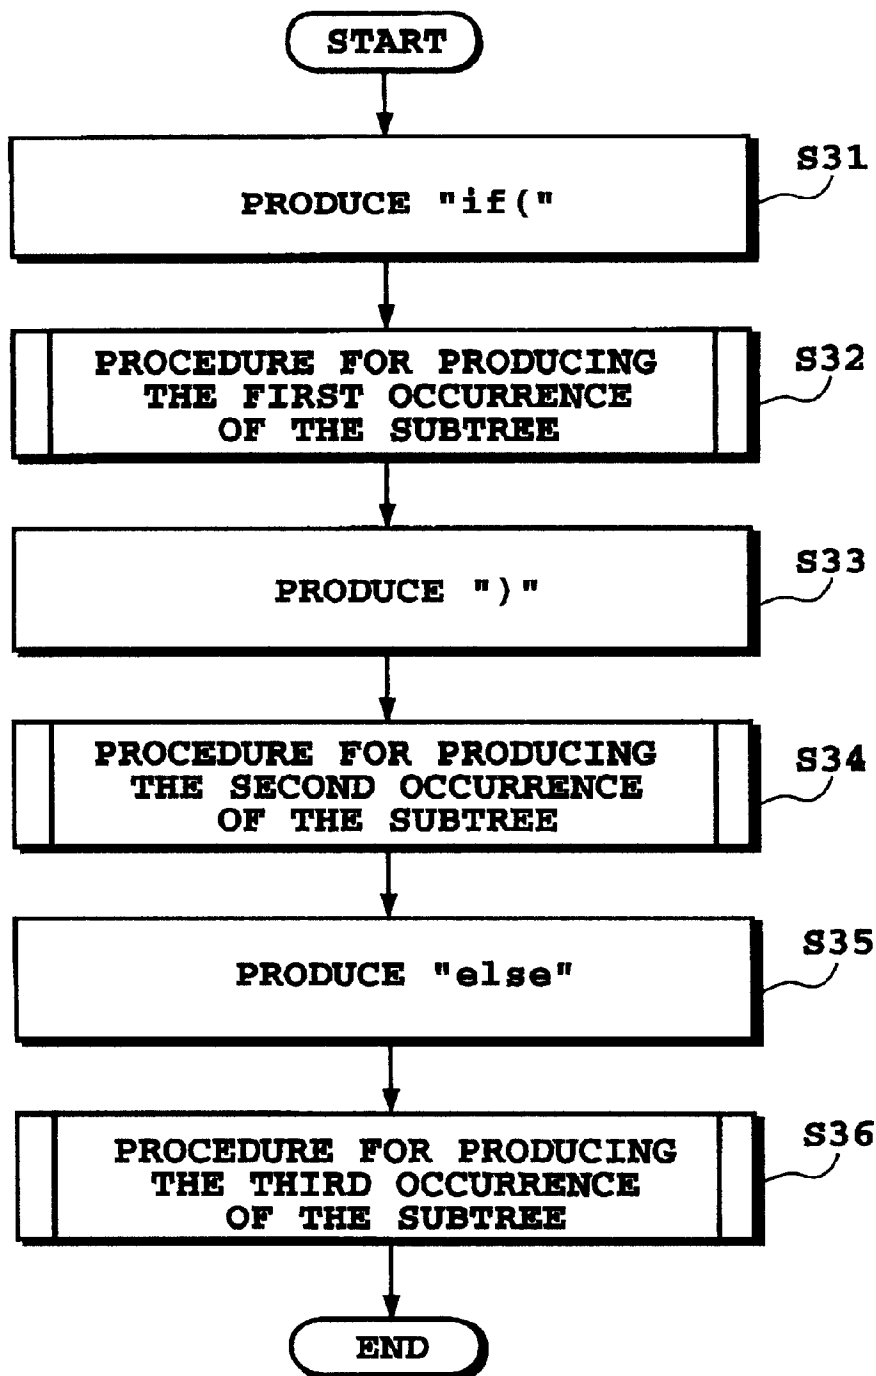 START
PRODUCE "if("
S31
PROCEDURE FOR PRODUCING
THE FIRST OCCURRENCE
OF THE SUBTREE
S32
PRODUCE ")"
S33
PROCEDURE FOR PRODUCING
THE SECOND OCCURRENCE
OF THE SUBTREE
S34
PRODUCE "else"
S35
PROCEDURE FOR PRODUCING
THE THIRD OCCURRENCE
OF THE SUBTREE
S36
END